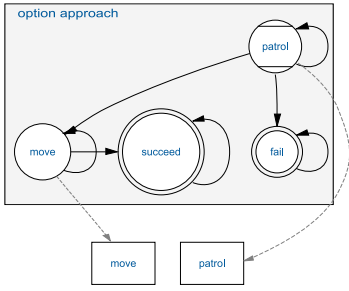 option approach
patrol
move
succeed
fail
move
patrol